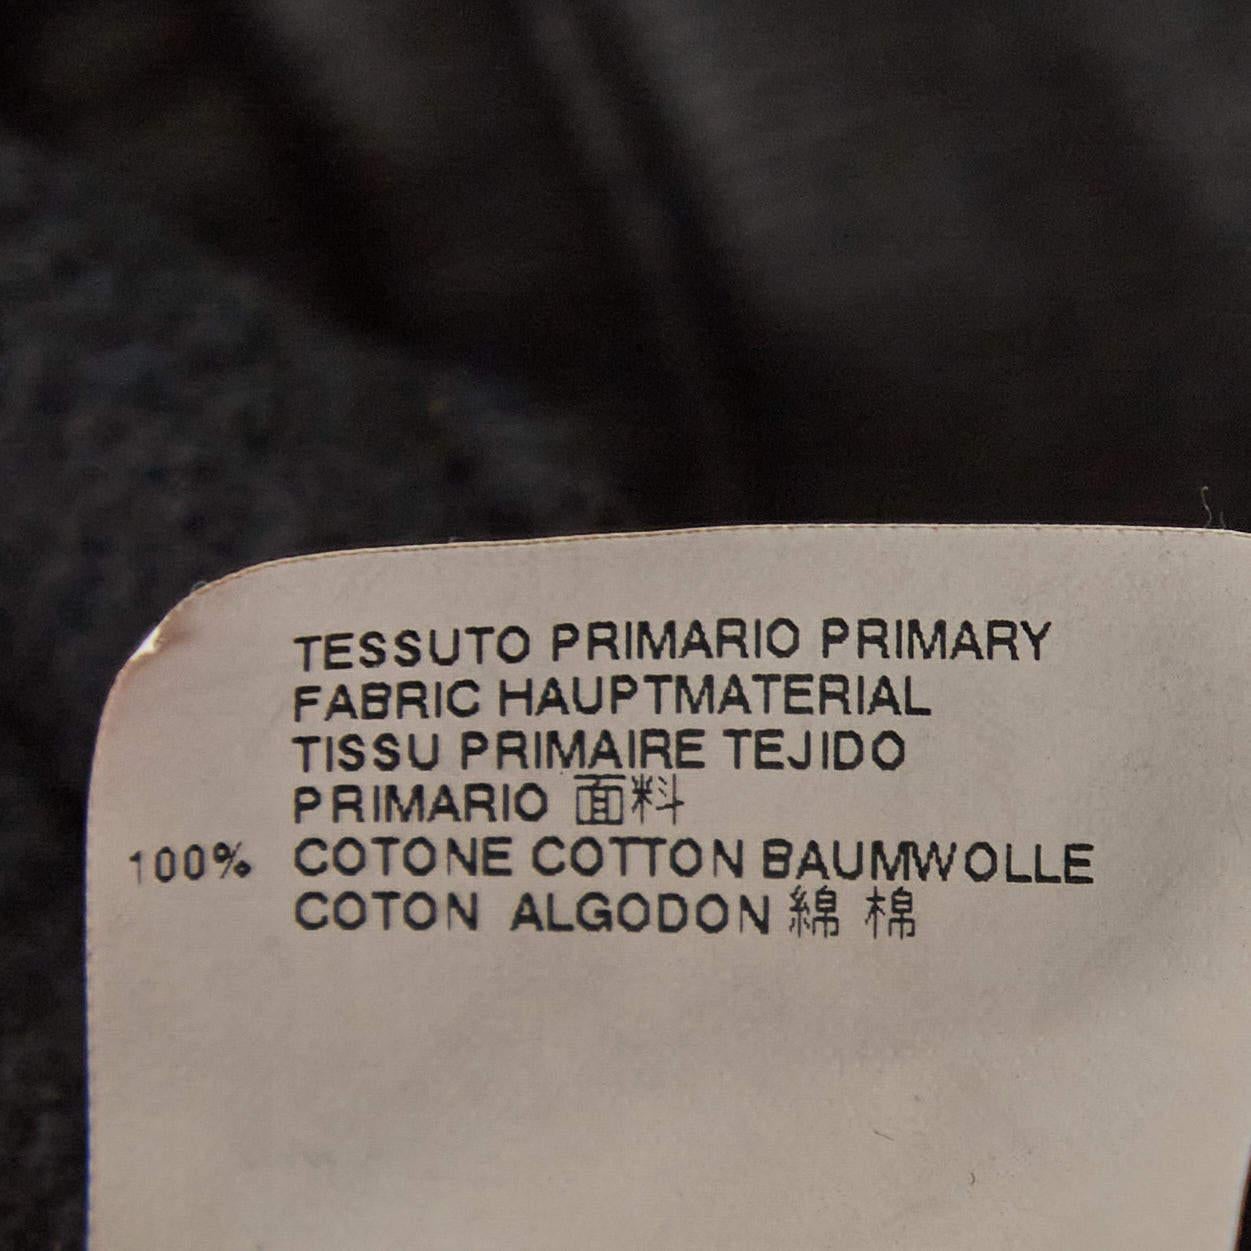 TESSUTO PRIMARIO PRIMARY
FABRIC HAUPTMATERIAL
TISSU PRIMAIRE TEJIDO
PRIMARIO 面料
100% COTONE COTTON BAUMWOLLE
COTON ALGODON 綿 棉